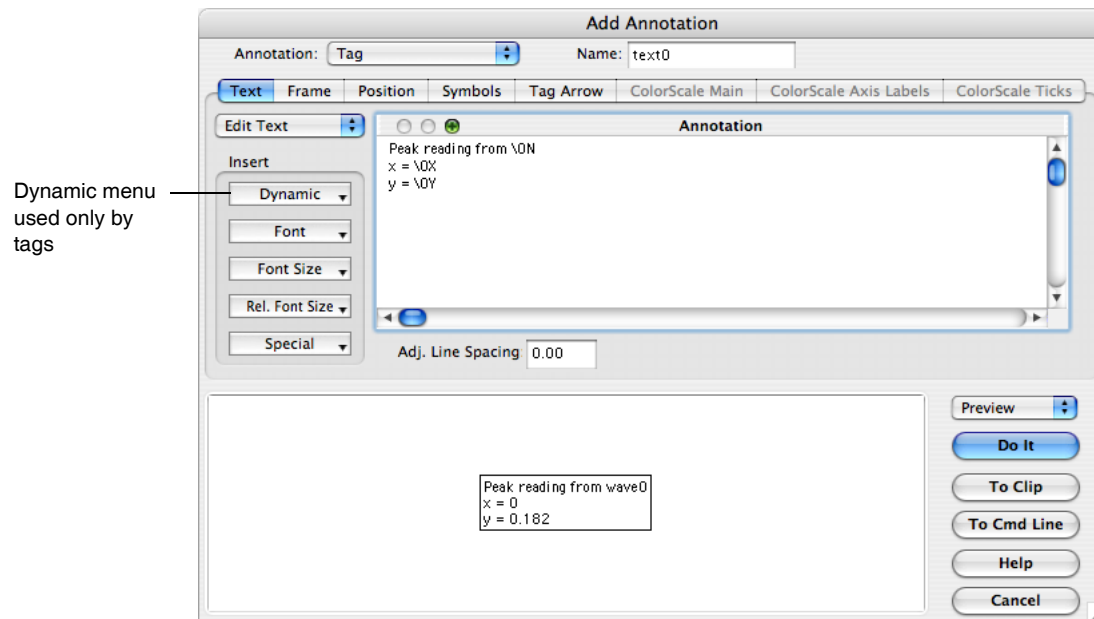 Add Annotation
Annotation: Tag
Name: text0
Text Frame Position Symbols Tag Arrow ColorScale Main ColorScale Axis Labels ColorScale Ticks
Edit Text
Annotation
Peak reading from \0N
x = \0X
y = \0Y
Insert
Dynamic
Font
Font Size
Rel. Font Size
Special
Dynamic menu
used only by
tags
Adj. Line Spacing 0.00
Preview
Do It
To Clip
To Cmd Line
Help
Cancel
Peak reading from wave0
x = 0
y = 0.182